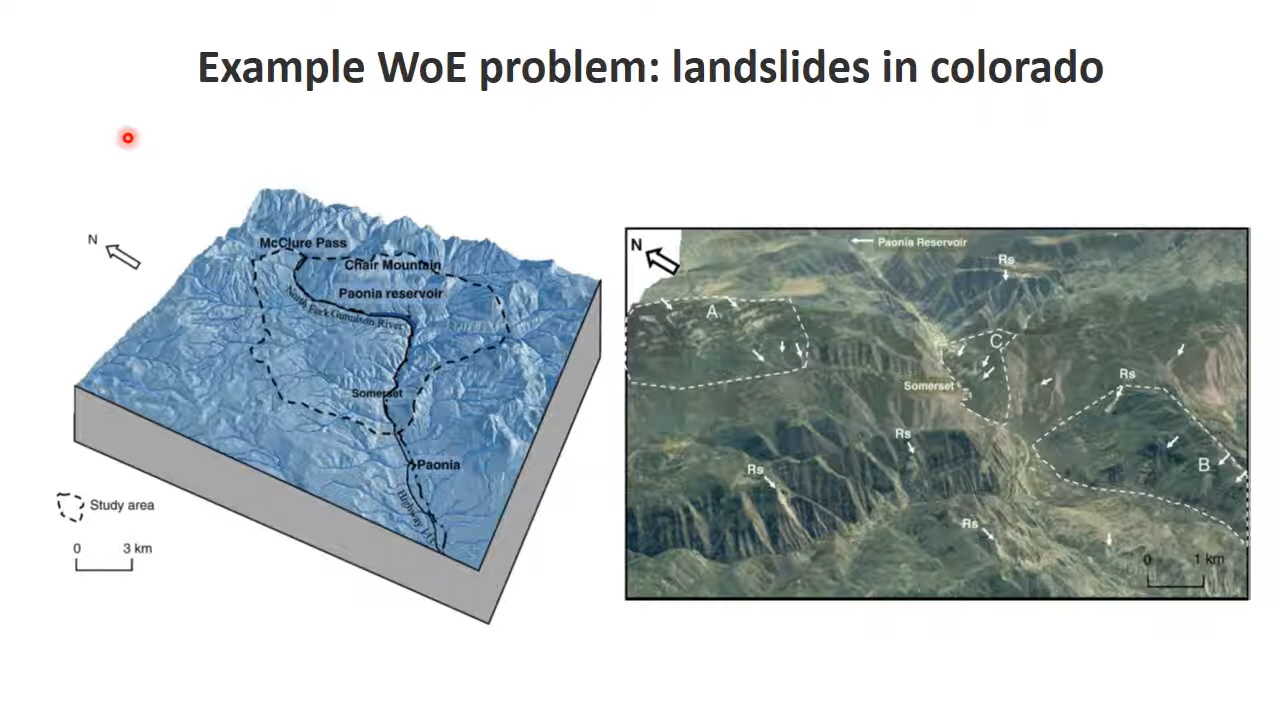 Example WoE problem: landslides in colorado
N
McClure Pass
Chair Mountain
Paonia reservoir
North Fork Gunnison River
Somerset
Paonia
Highway
Study area
0 3 km
N
Paonia Reservoir
Rs
A
C
Somerset
Rs
Rs
B
Rs
Rs
0 1 km